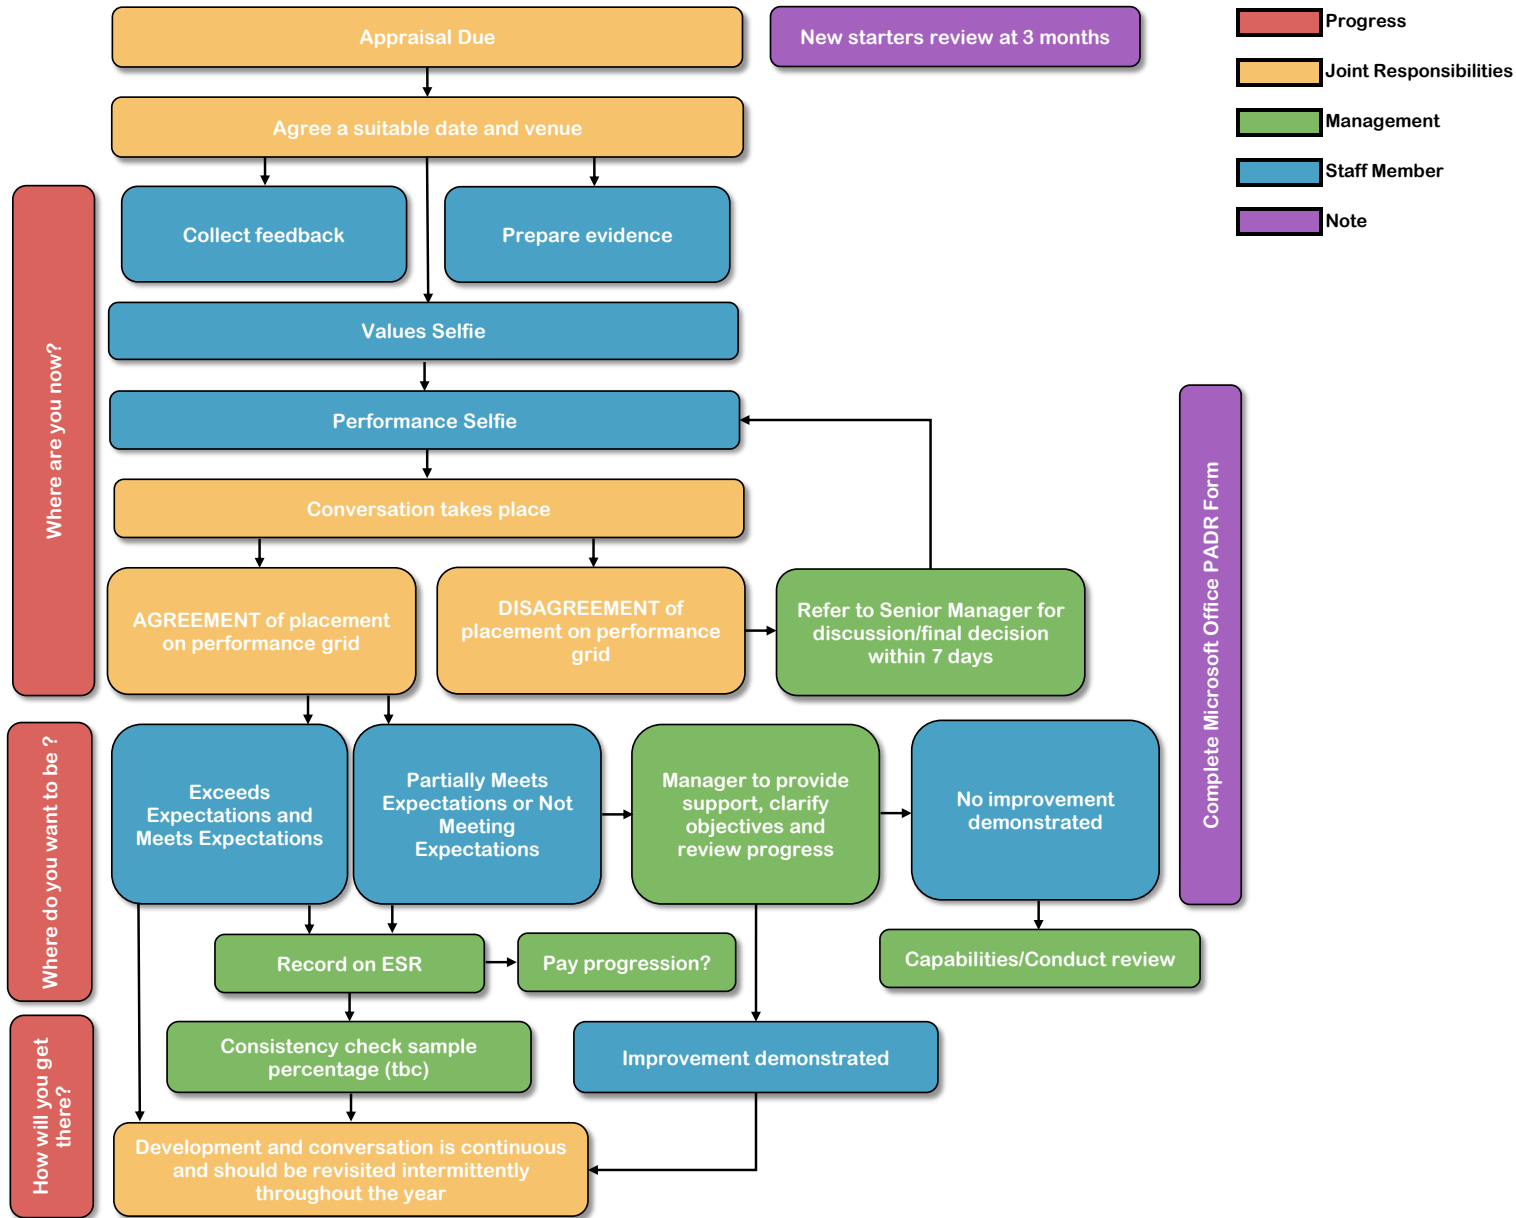 Appraisal Due
New starters review at 3 months
Progress
Joint Responsibilities
Management
Staff Member
Note
Agree a suitable date and venue
Where are you now?
Collect feedback
Prepare evidence
Values Selfie
Performance Selfie
Conversation takes place
AGREEMENT of placement
on performance grid
DISAGREEMENT of
placement on performance
grid
Refer to Senior Manager for
discussion/final decision
within 7 days
Complete Microsoft Office PADR Form
Where do you want to be ?
Exceeds
Expectations and
Meets Expectations
Partially Meets
Expectations or Not
Meeting
Expectations
Manager to provide
support, clarify
objectives and
review progress
No improvement
demonstrated
Record on ESR
Pay progression?
Capabilities/Conduct review
How will you get
there?
Consistency check sample
percentage (tbc)
Improvement demonstrated
Development and conversation is continuous
and should be revisited intermittently
throughout the year